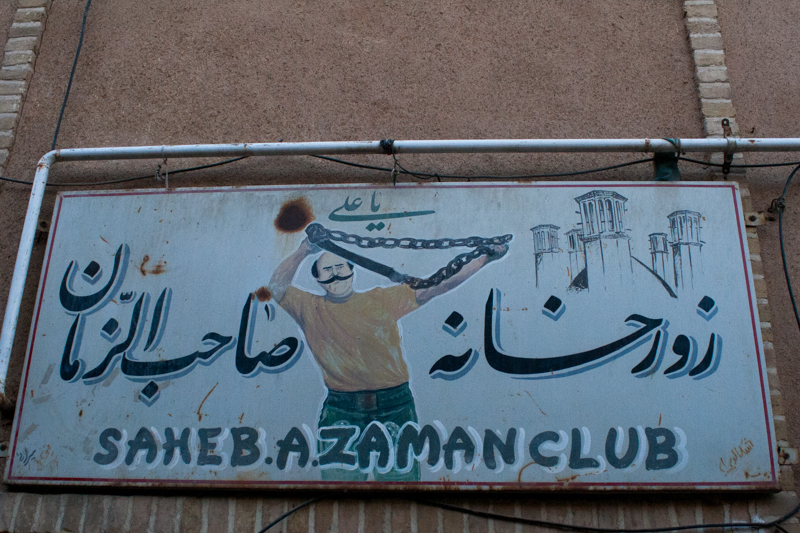 یا علی
زورخانه صاحب الزمان
SAHEB.A.ZAMAN CLUB